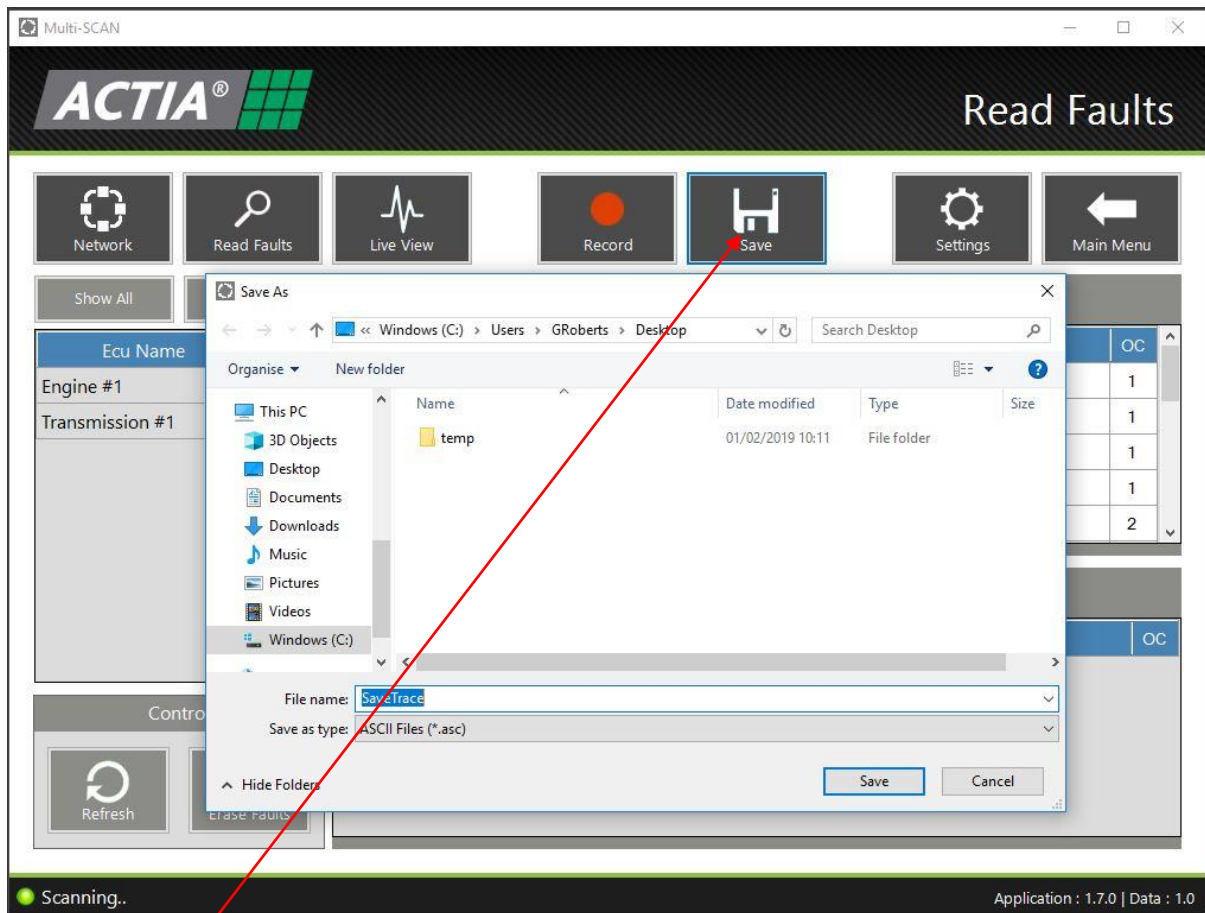 Multi-SCAN
ACTIA®
Read Faults
Network
Read Faults
Live View
Record
Save
Settings
Main Menu
Show All
Save As
« Windows (C:) › Users › GRoberts › Desktop
Search Desktop
Ecu Name
OC
Organise
New folder
Engine #1
1
Transmission #1
1
1
1
2
This PC
3D Objects
Desktop
Documents
Downloads
Music
Pictures
Videos
Windows (C:)
Name
Date modified
Type
Size
temp
01/02/2019 10:11
File folder
OC
File name:
SaveTrace
Save as type:
ASCII Files (*.asc)
Hide Folders
Save
Cancel
Refresh
Erase Faults
Scanning..
Application : 1.7.0 | Data : 1.0